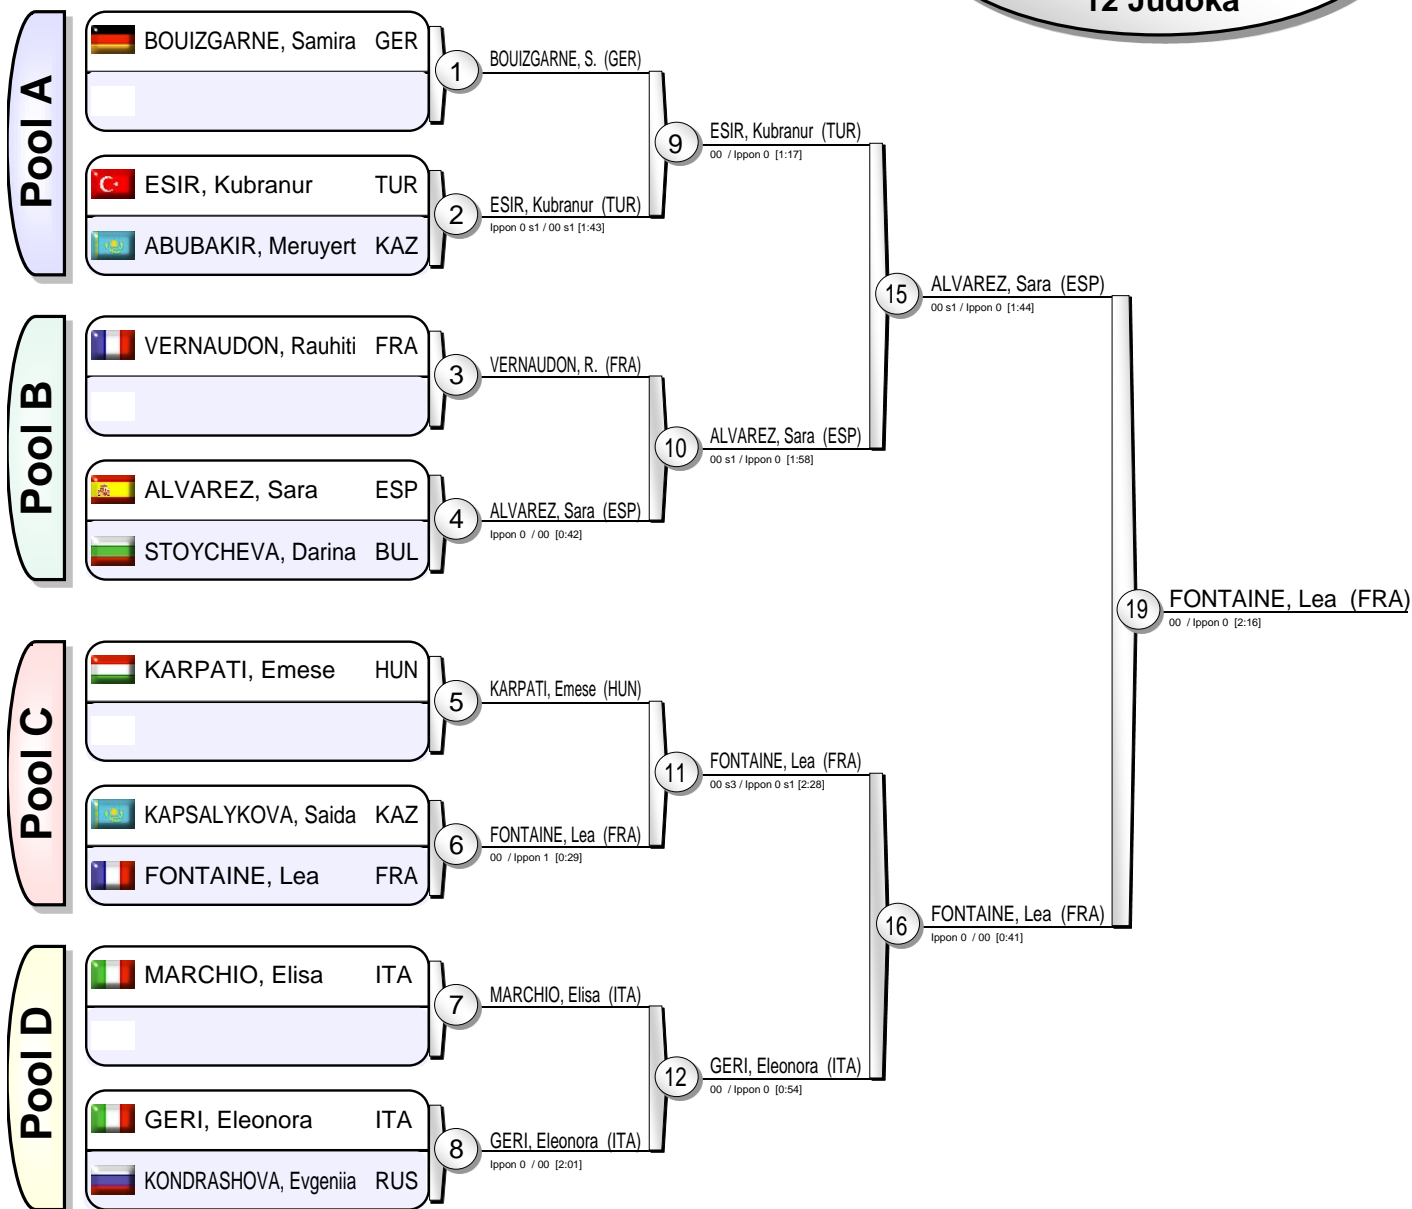 12 Judoka
Pool A
BOUIZGARNE, Samira GER
1
BOUIZGARNE, S. (GER)
9
ESIR, Kubranur (TUR)
00 / Ippon 0 [1:17]
ESIR, Kubranur TUR
2
ESIR, Kubranur (TUR)
Ippon 0 s1 / 00 s1 [1:43]
ABUBAKIR, Meruyert KAZ
15
ALVAREZ, Sara (ESP)
00 s1 / Ippon 0 [1:44]
Pool B
VERNAUDON, Rauhiti FRA
3
VERNAUDON, R. (FRA)
10
ALVAREZ, Sara (ESP)
00 s1 / Ippon 0 [1:58]
ALVAREZ, Sara ESP
4
ALVAREZ, Sara (ESP)
Ippon 0 / 00 [0:42]
STOYCHEVA, Darina BUL
19
FONTAINE, Lea (FRA)
00 / Ippon 0 [2:16]
Pool C
KARPATI, Emese HUN
5
KARPATI, Emese (HUN)
11
FONTAINE, Lea (FRA)
00 s3 / Ippon 0 s1 [2:28]
KAPSALYKOVA, Saida KAZ
6
FONTAINE, Lea (FRA)
00 / Ippon 1 [0:29]
FONTAINE, Lea FRA
16
FONTAINE, Lea (FRA)
Ippon 0 / 00 [0:41]
Pool D
MARCHIO, Elisa ITA
7
MARCHIO, Elisa (ITA)
12
GERI, Eleonora (ITA)
00 / Ippon 0 [0:54]
GERI, Eleonora ITA
8
GERI, Eleonora (ITA)
Ippon 0 / 00 [2:01]
KONDRASHOVA, Evgeniia RUS